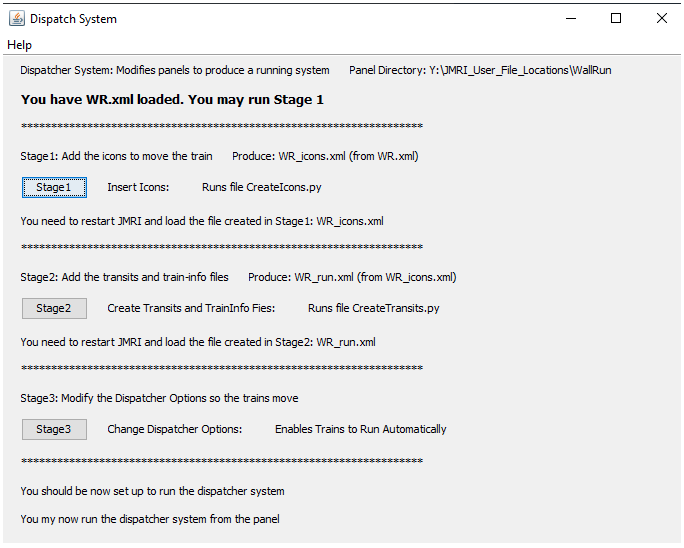 Dispatch System
Help
Dispatcher System: Modifies panels to produce a running system Panel Directory: Y:\JMRI_User_File_Locations\WallRun
You have WR.xml loaded. You may run Stage 1
*******************************************************************
Stage1: Add the icons to move the train Produce: WR_icons.xml (from WR.xml)
Stage1 Insert Icons: Runs file CreateIcons.py
You need to restart JMRI and load the file created in Stage1: WR_icons.xml
*******************************************************************
Stage2: Add the transits and train-info files Produce: WR_run.xml (from WR_icons.xml)
Stage2 Create Transits and TrainInfo Fies: Runs file CreateTransits.py
You need to restart JMRI and load the file created in Stage2: WR_run.xml
*******************************************************************
Stage3: Modify the Dispatcher Options so the trains move
Stage3 Change Dispatcher Options: Enables Trains to Run Automatically
*******************************************************************
You should be now set up to run the dispatcher system
You my now run the dispatcher system from the panel